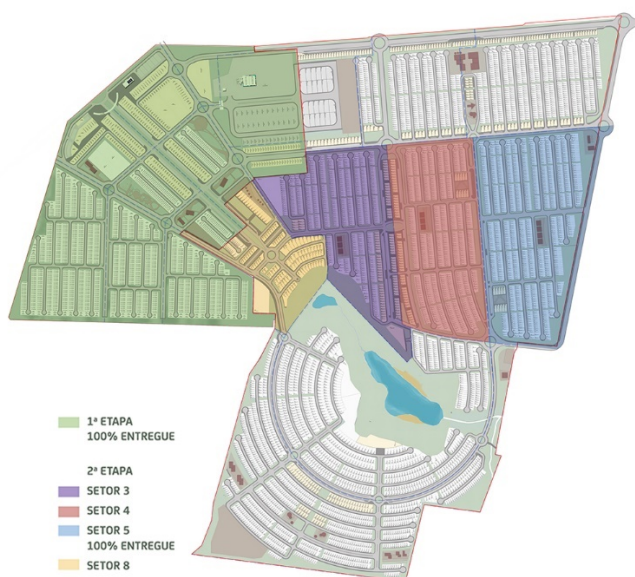 1ª ETAPA
100% ENTREGUE
2ª ETAPA
SETOR 3
SETOR 4
SETOR 5
100% ENTREGUE
SETOR 8